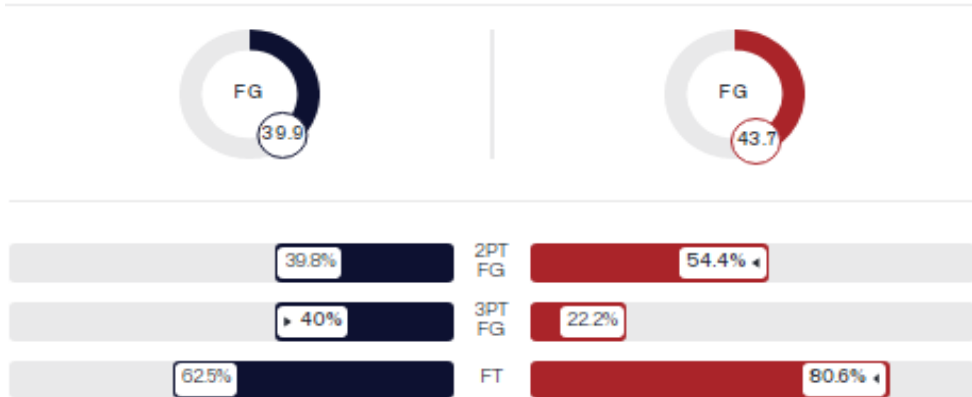 FG
39.9
FG
43.7
39.8%
2PT
FG
54.4%
40%
3PT
FG
22.2%
62.5%
FT
80.6%